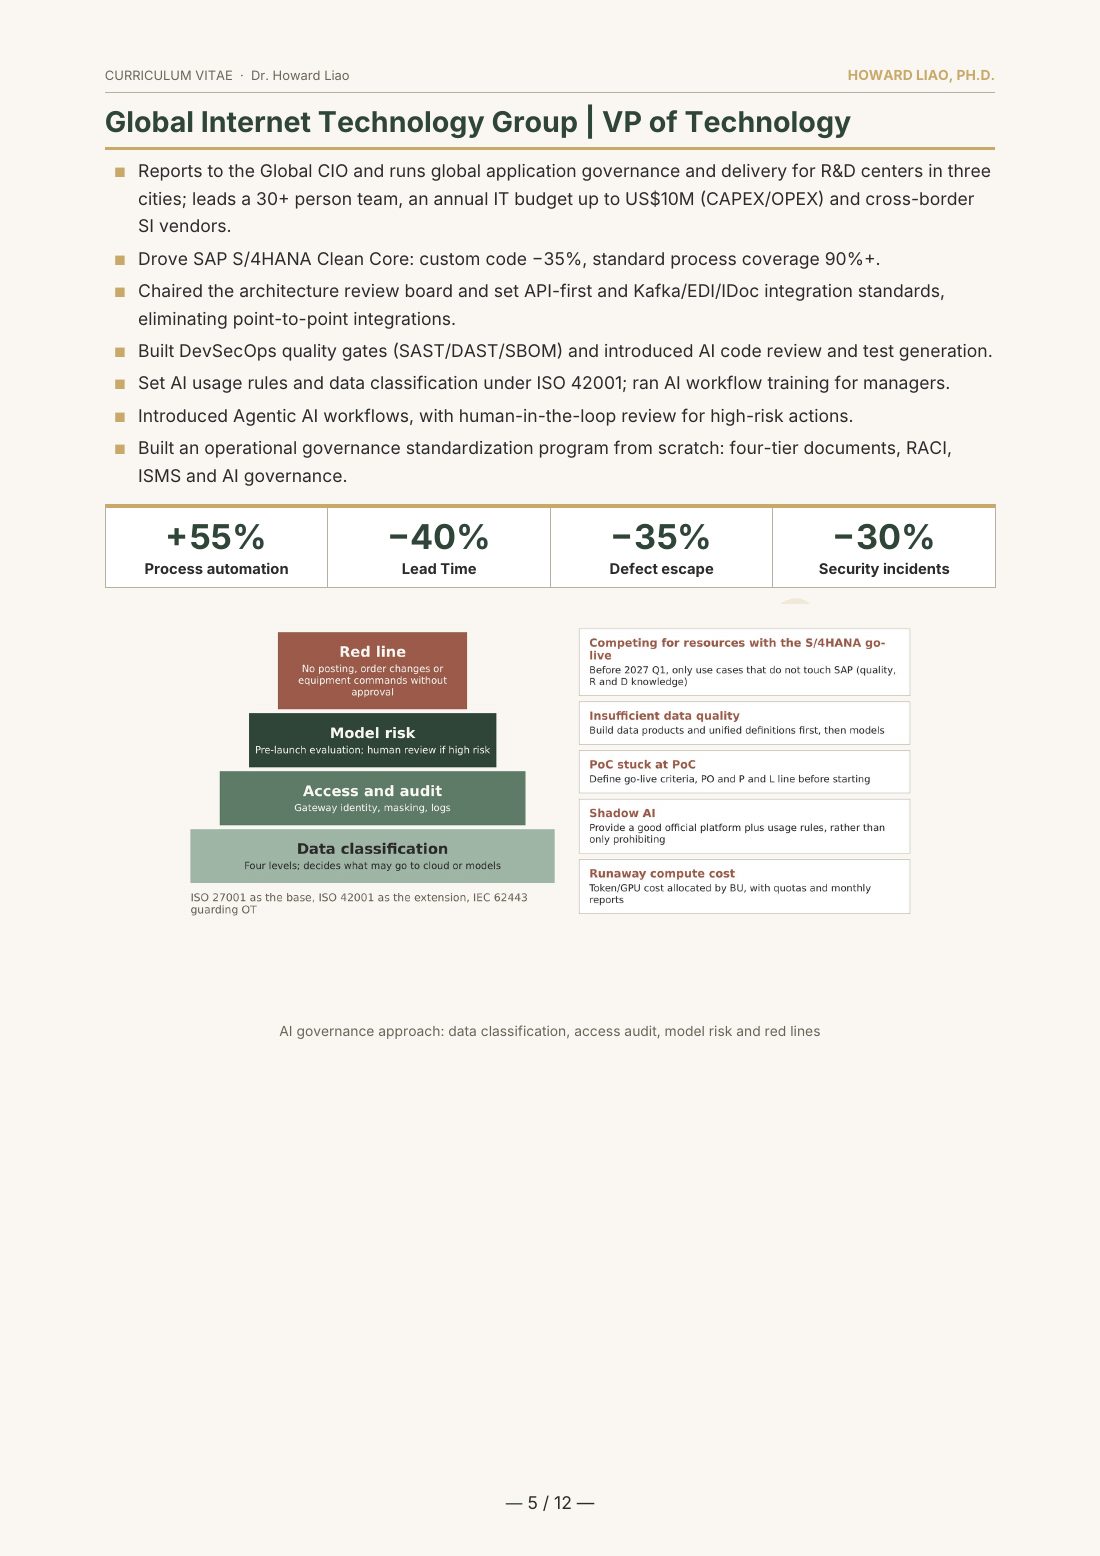 CURRICULUM VITAE · Dr. Howard Liao
HOWARD LIAO, PH.D.
Global Internet Technology Group | VP of Technology
■ Reports to the Global CIO and runs global application governance and delivery for R&D centers in three
cities; leads a 30+ person team, an annual IT budget up to US$10M (CAPEX/OPEX) and cross-border
SI vendors.
■ Drove SAP S/4HANA Clean Core: custom code −35%, standard process coverage 90%+.
■ Chaired the architecture review board and set API-first and Kafka/EDI/IDoc integration standards,
eliminating point-to-point integrations.
■ Built DevSecOps quality gates (SAST/DAST/SBOM) and introduced AI code review and test generation.
■ Set AI usage rules and data classification under ISO 42001; ran AI workflow training for managers.
■ Introduced Agentic AI workflows, with human-in-the-loop review for high-risk actions.
■ Built an operational governance standardization program from scratch: four-tier documents, RACI,
ISMS and AI governance.
+55%
Process automation
−40%
Lead Time
−35%
Defect escape
−30%
Security incidents
Red line
No posting, order changes or
equipment commands without
approval
Model risk
Pre-launch evaluation; human review if high risk
Access and audit
Gateway identity, masking, logs
Data classification
Four levels; decides what may go to cloud or models
ISO 27001 as the base, ISO 42001 as the extension, IEC 62443
guarding OT
Competing for resources with the S/4HANA go-
live
Before 2027 Q1, only use cases that do not touch SAP (quality,
R and D knowledge)
Insufficient data quality
Build data products and unified definitions first, then models
PoC stuck at PoC
Define go-live criteria, PO and P and L line before starting
Shadow AI
Provide a good official platform plus usage rules, rather than
only prohibiting
Runaway compute cost
Token/GPU cost allocated by BU, with quotas and monthly
reports
AI governance approach: data classification, access audit, model risk and red lines
— 5 / 12 —